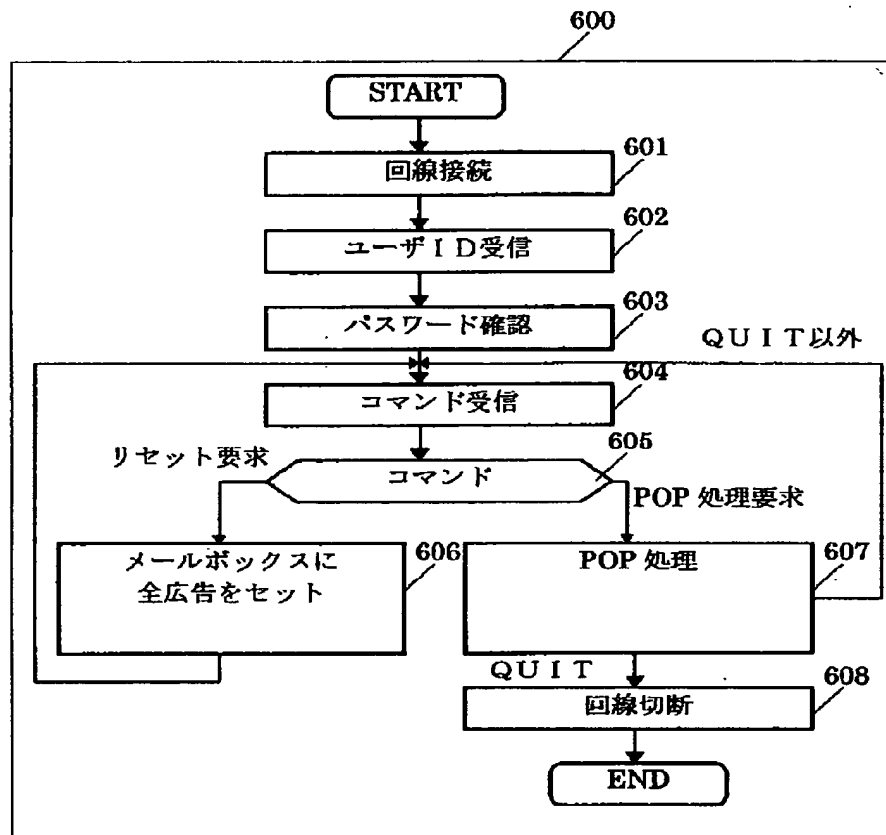 600
START
601
回線接続
602
ユーザＩＤ受信
603
パスワード確認
ＱＵＩＴ以外
604
コマンド受信
リセット要求
605
コマンド
POP 処理要求
メールボックスに
全広告をセット
606
POP 処理
607
ＱＵＩＴ
608
回線切断
END